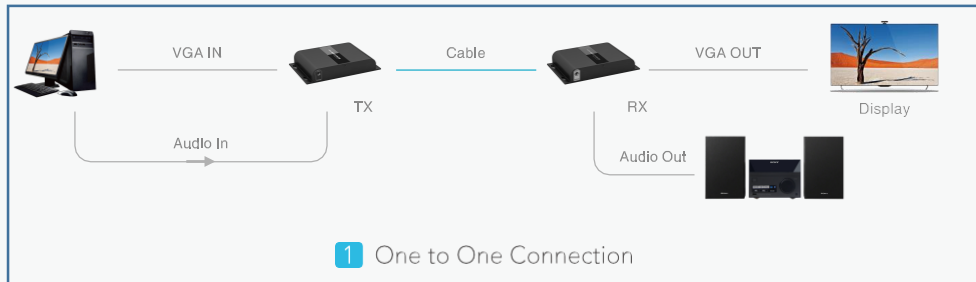 VGA IN
Cable
VGA OUT
TX
RX
Display
Audio In
Audio Out
1 One to One Connection